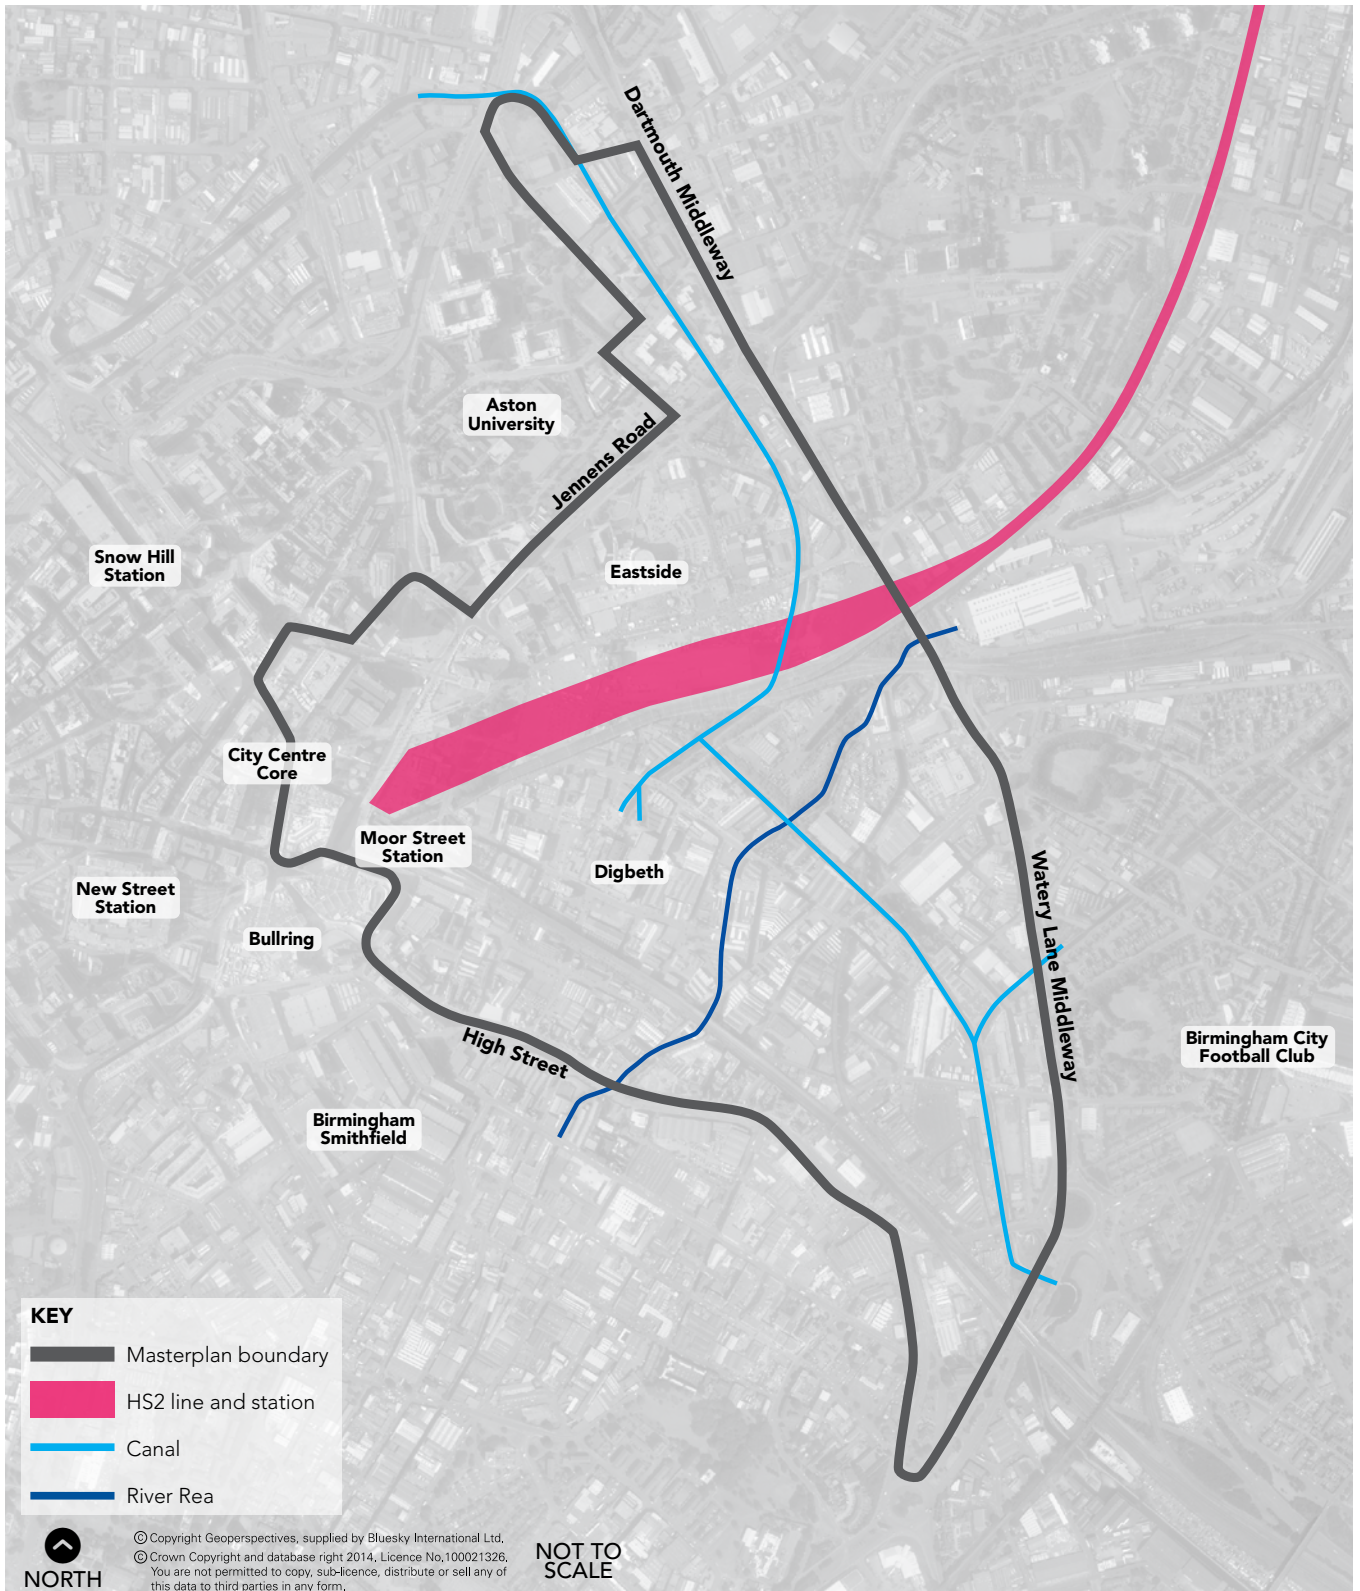 Dartmouth Middleway
Aston
University
Jennens Road
Snow Hill
Station
Eastside
City Centre
Core
Moor Street
Station
Digbeth
New Street
Station
Bullring
Watery Lane Middleway
High Street
Birmingham City
Football Club
Birmingham
Smithfield
KEY
Masterplan boundary
HS2 line and station
Canal
River Rea
NORTH
© Copyright Geoperspectives, supplied by Bluesky International Ltd.
© Crown Copyright and database right 2014, Licence No.100021326.
You are not permitted to copy, sub-licence, distribute or sell any of
this data to third parties in any form.
NOT TO
SCALE